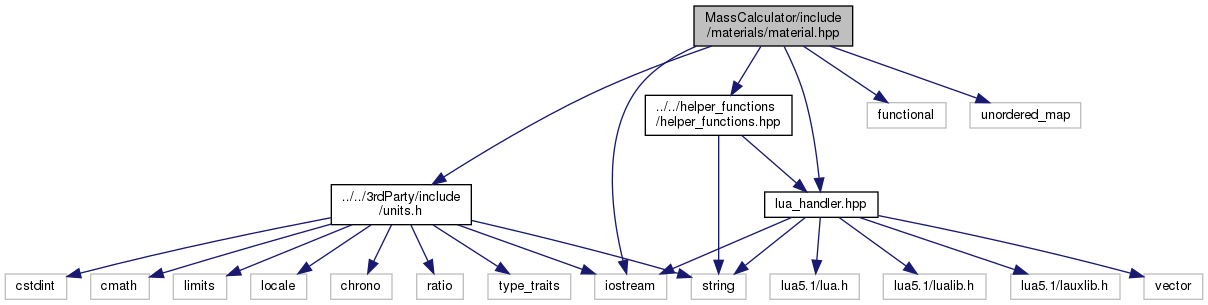 MassCalculator/include
/materials/material.hpp
../../helper_functions
/helper_functions.hpp
functional
unordered_map
../../3rdParty/include
/units.h
lua_handler.hpp
cstdint
cmath
limits
locale
chrono
ratio
type_traits
iostream
string
lua5.1/lua.h
lua5.1/lualib.h
lua5.1/lauxlib.h
vector